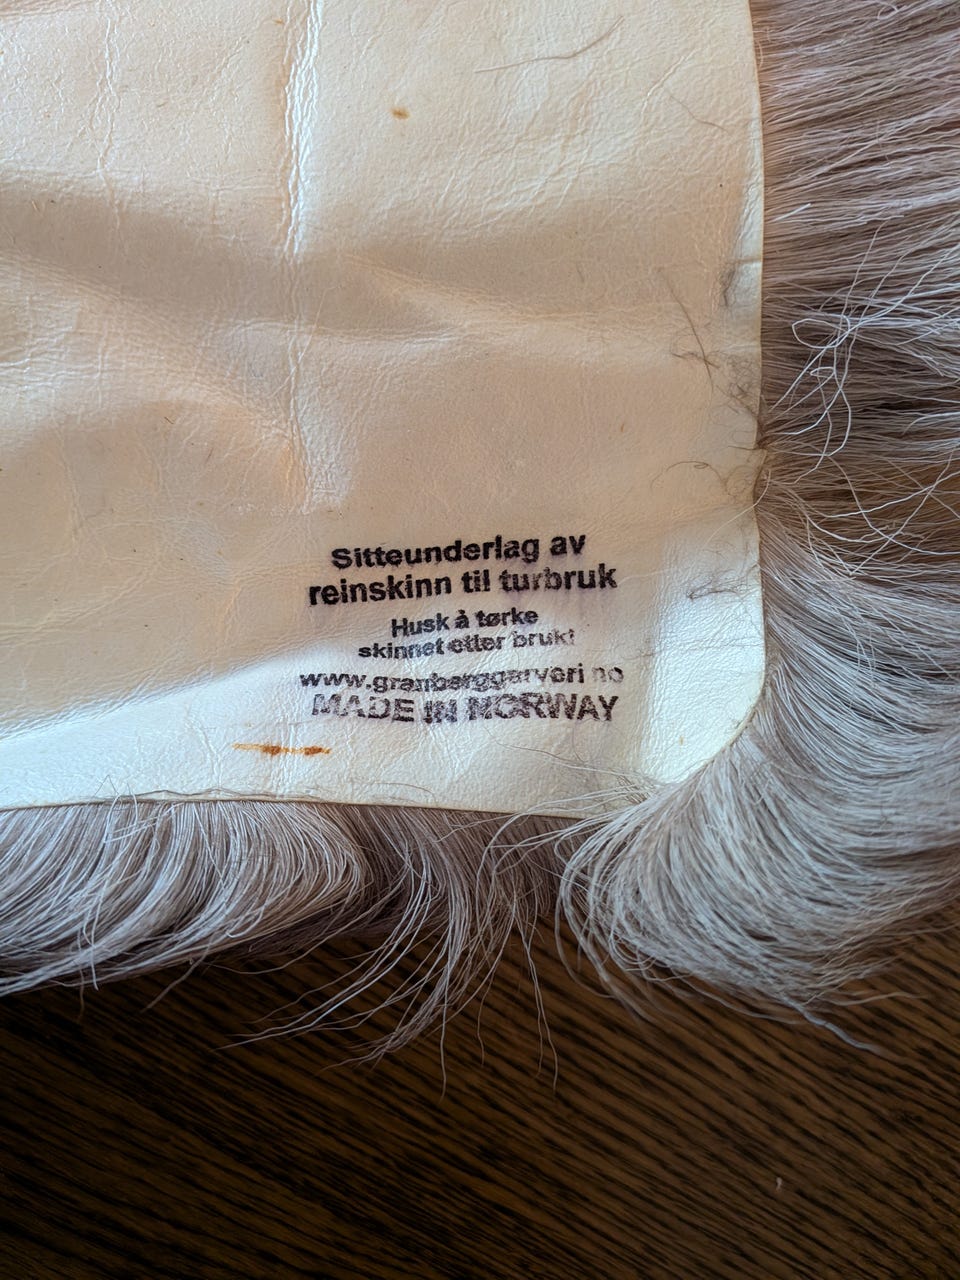 Sitteunderlag av
reinskinn til turbruk
Husk å tørke
skinnet etter bruk!
www.granberggarveri.no
MADE IN NORWAY